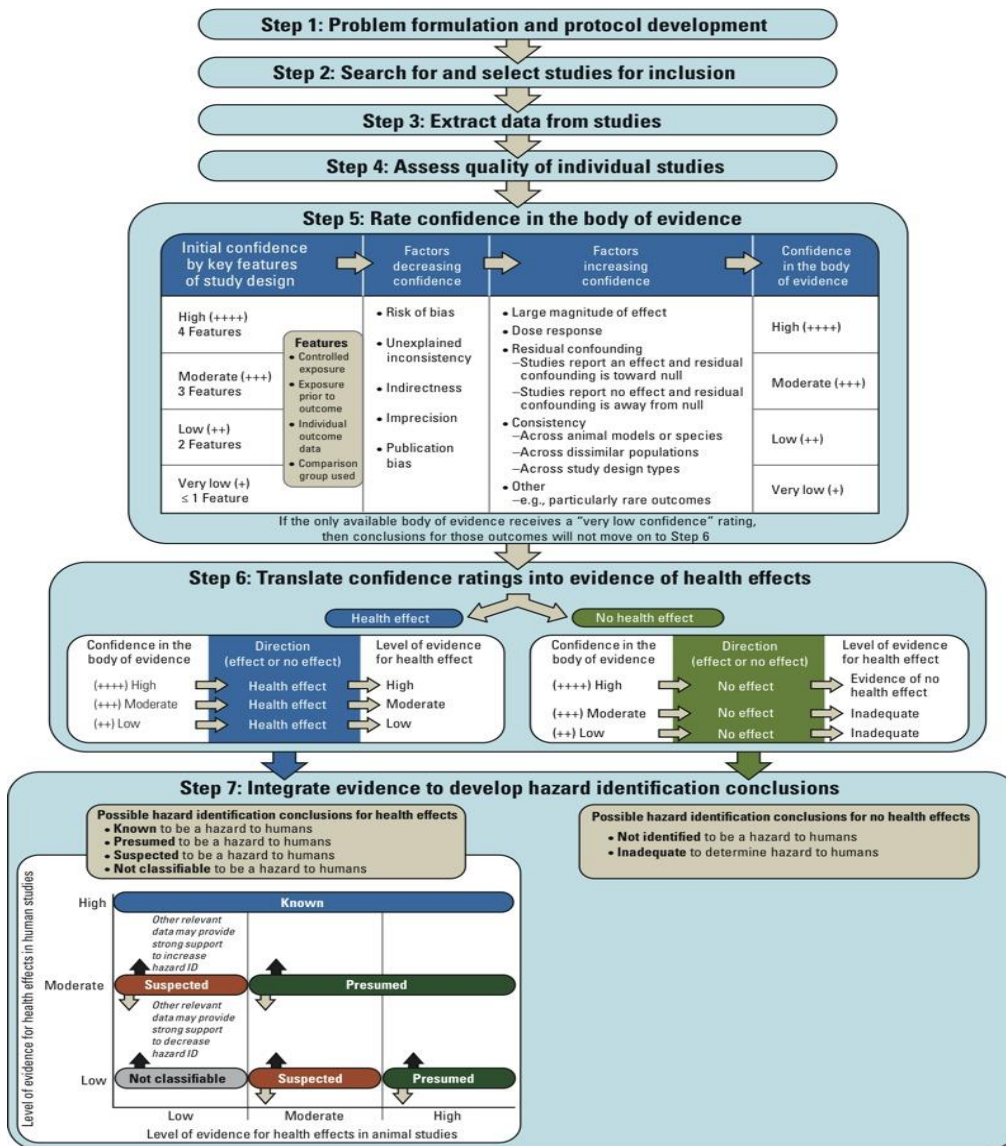 Step 1: Problem formulation and protocol development
Step 2: Search for and select studies for inclusion
Step 3: Extract data from studies
Step 4: Assess quality of individual studies
Step 5: Rate confidence in the body of evidence
Initial confidence
by key features
of study design
Factors
decreasing
confidence
Factors
increasing
confidence
Confidence
in the body
of evidence
High (++++)
4 Features
Moderate (+++)
3 Features
Low (++)
2 Features
Very low (+)
≤ 1 Feature
Features
• Controlled
exposure
• Exposure
prior to
outcome
• Individual
outcome
data
• Comparison
group used
• Risk of bias
• Unexplained
inconsistency
• Indirectness
• Imprecision
• Publication
bias
• Large magnitude of effect
• Dose response
• Residual confounding
–Studies report an effect and residual
confounding is toward null
–Studies report no effect and residual
confounding is away from null
• Consistency
–Across animal models or species
–Across dissimilar populations
–Across study design types
• Other
–e.g., particularly rare outcomes
High (++++)
Moderate (+++)
Low (++)
Very low (+)
If the only available body of evidence receives a “very low confidence” rating,
then conclusions for those outcomes will not move on to Step 6
Step 6: Translate confidence ratings into evidence of health effects
Health effect
No health effect
Confidence in the
body of evidence
Direction
(effect or no effect)
Level of evidence
for health effect
(++++) High Health effect High
(+++) Moderate Health effect Moderate
(++) Low Health effect Low
Confidence in the
body of evidence
Direction
(effect or no effect)
Level of evidence
for health effect
(++++) High No effect Evidence of no
health effect
(+++) Moderate No effect Inadequate
(++) Low No effect Inadequate
Step 7: Integrate evidence to develop hazard identification conclusions
Possible hazard identification conclusions for health effects
• Known to be a hazard to humans
• Presumed to be a hazard to humans
• Suspected to be a hazard to humans
• Not classifiable to be a hazard to humans
Possible hazard identification conclusions for no health effects
• Not identified to be a hazard to humans
• Inadequate to determine hazard to humans
Level of evidence for health effects in human studies
High
Known
Other relevant
data may provide
strong support
to increase
hazard ID
Moderate
Suspected
Presumed
Other relevant
data may provide
strong support
to decrease
hazard ID
Low
Not classifiable
Suspected
Presumed
Low Moderate High
Level of evidence for health effects in animal studies